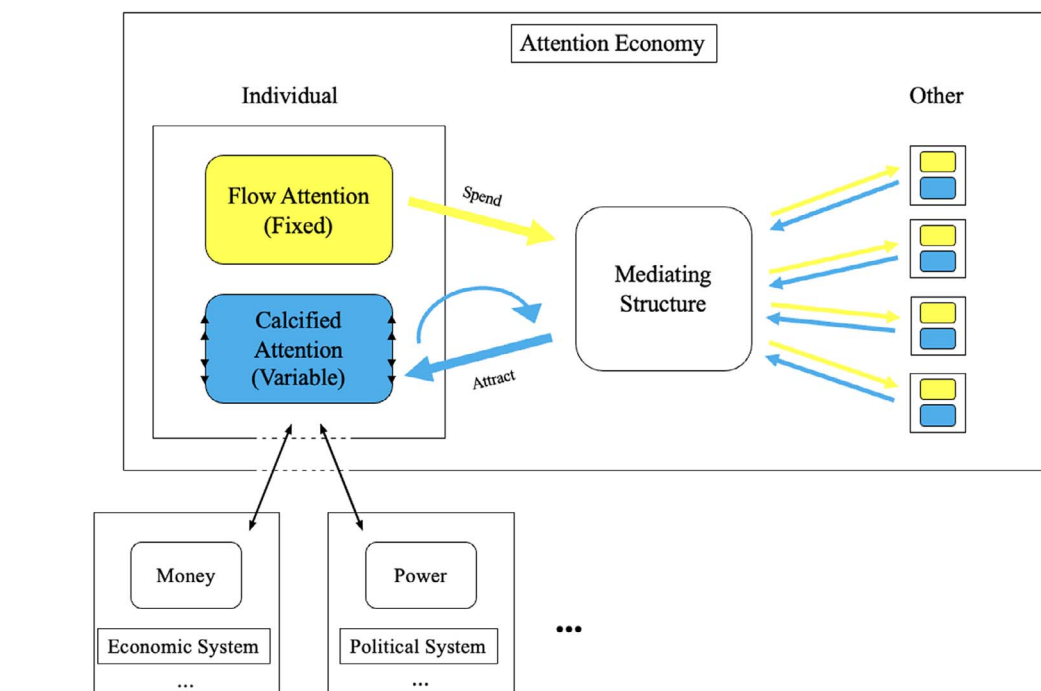 Attention Economy
Individual
Other
Flow Attention
(Fixed)
Spend
Mediating
Structure
Calcified
Attention
(Variable)
Attract
Money
Power
Economic System
Political System
•••
...
...